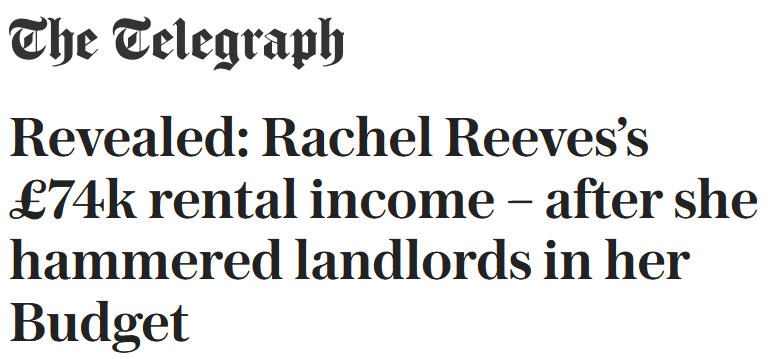 The Telegraph
Revealed: Rachel Reeves’s
£74k rental income – after she
hammered landlords in her
Budget